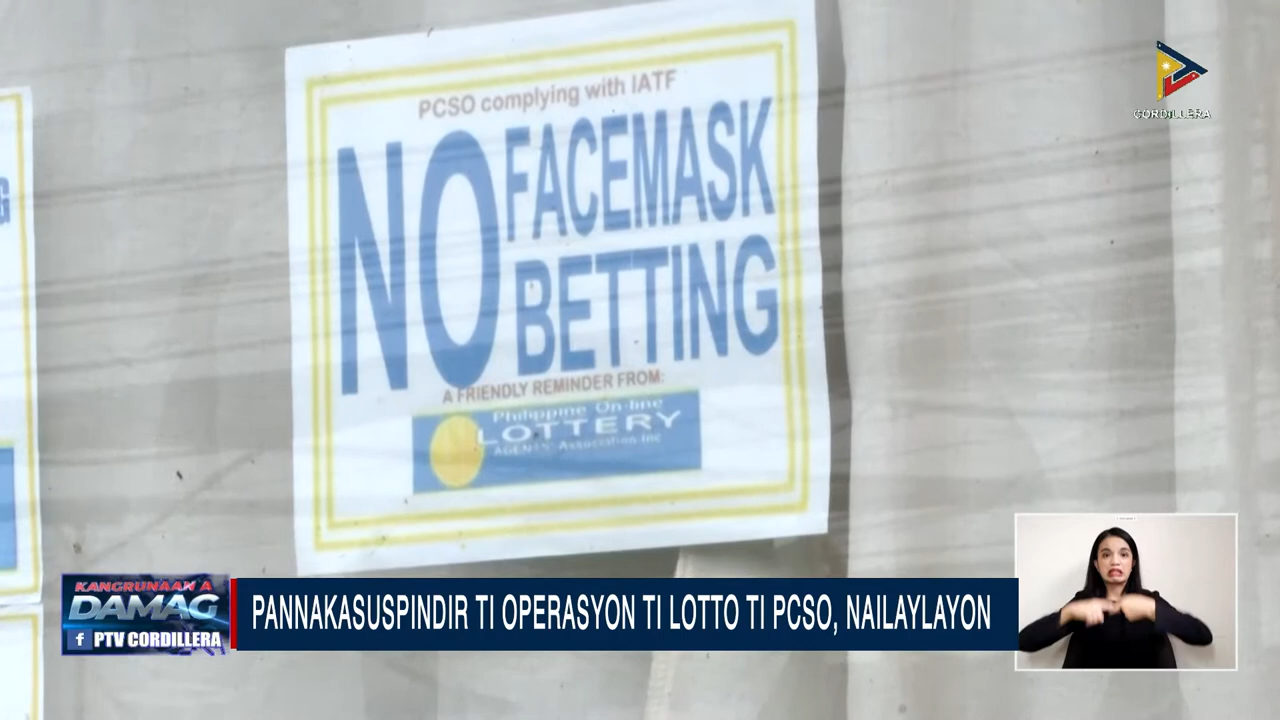 PCSO complying with IATF
NO FACEMASK
BETTING
A FRIENDLY REMINDER FROM:
Philippine On-line
LOTTERY
AGENTS' Association Inc
G
CORDILLERA
KANGRUNAAN A
DAMAG
f PTV CORDILLERA
PANNAKASUSPINDIR TI OPERASYON TI LOTTO TI PCSO, NAILAYLAYON